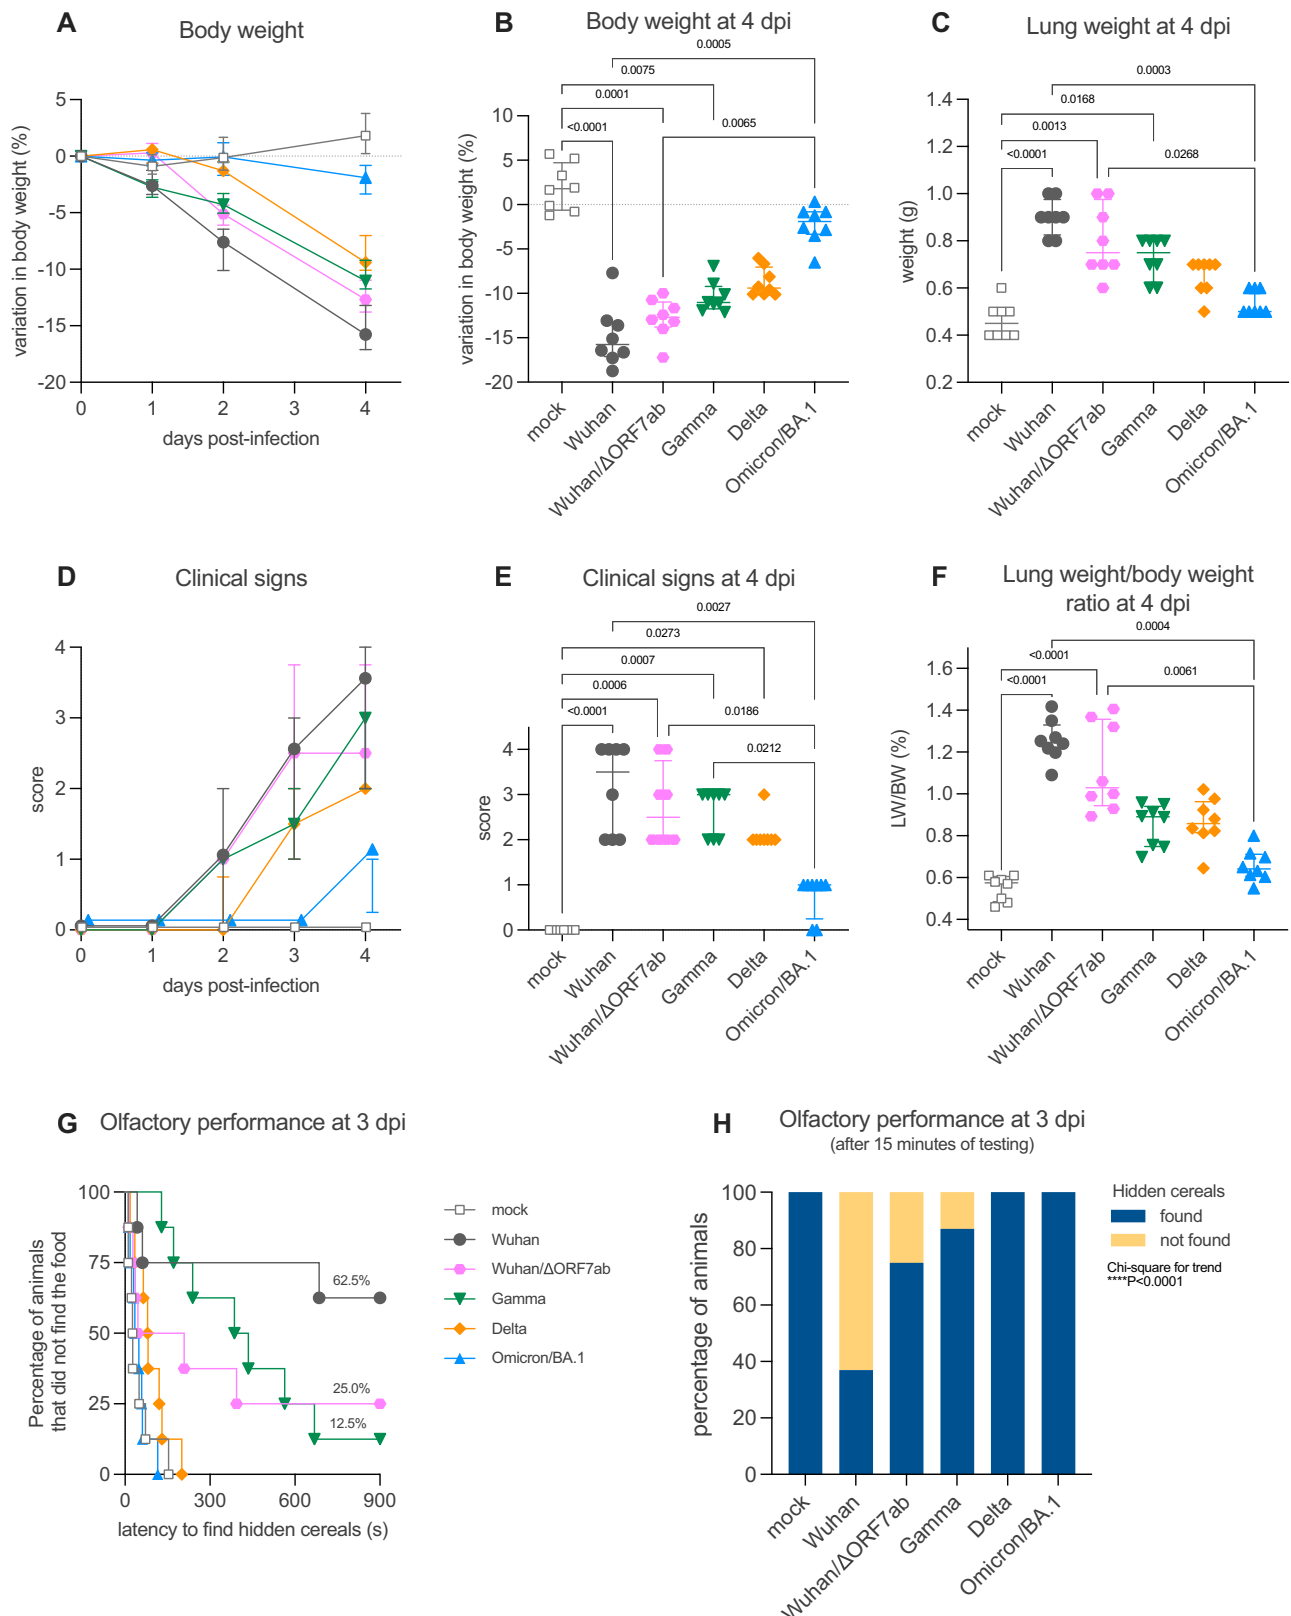 A Body weight
5
0
-5
-10
-15
-20
variation in body weight (%)
0 1 2 3 4
days post-infection
B Body weight at 4 dpi
0.0005
0.0075
0.0001
0.0065
<0.0001
10
5
0
-5
-10
-15
-20
variation in body weight (%)
mock
Wuhan
Wuhan/ΔORF7ab
Gamma
Delta
Omicron/BA.1
C Lung weight at 4 dpi
0.0003
0.0168
0.0013
<0.0001
0.0268
1.4
1.2
1.0
0.8
0.6
0.4
0.2
weight (g)
mock
Wuhan
Wuhan/ΔORF7ab
Gamma
Delta
Omicron/BA.1
D Clinical signs
4
3
2
1
0
score
0 1 2 3 4
days post-infection
E Clinical signs at 4 dpi
0.0027
0.0273
0.0007
0.0006
<0.0001
0.0186
0.0212
4
3
2
1
0
score
mock
Wuhan
Wuhan/ΔORF7ab
Gamma
Delta
Omicron/BA.1
F Lung weight/body weight
ratio at 4 dpi
0.0004
<0.0001
<0.0001
0.0061
1.6
1.4
1.2
1.0
0.8
0.6
0.4
LW/BW (%)
mock
Wuhan
Wuhan/ΔORF7ab
Gamma
Delta
Omicron/BA.1
G Olfactory performance at 3 dpi
100
75
50
25
0
Percentage of animals
that did not find the food
62.5%
25.0%
12.5%
0 300 600 900
latency to find hidden cereals (s)
mock
Wuhan
Wuhan/ΔORF7ab
Gamma
Delta
Omicron/BA.1
H Olfactory performance at 3 dpi
(after 15 minutes of testing)
100
80
60
40
20
0
percentage of animals
mock
Wuhan
Wuhan/ΔORF7ab
Gamma
Delta
Omicron/BA.1
Hidden cereals
found
not found
Chi-square for trend
****P<0.0001